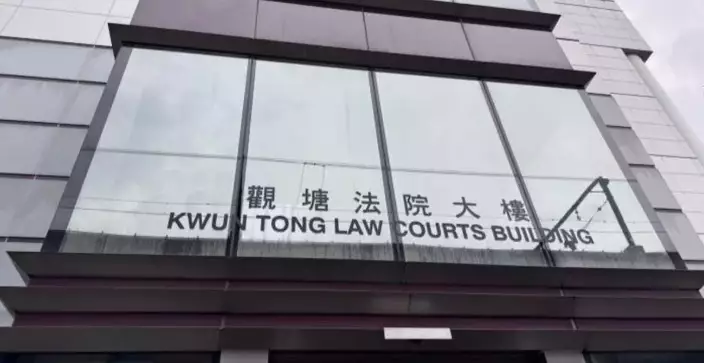 觀塘法院大樓
KWUN TONG LAW COURTS BUILDING